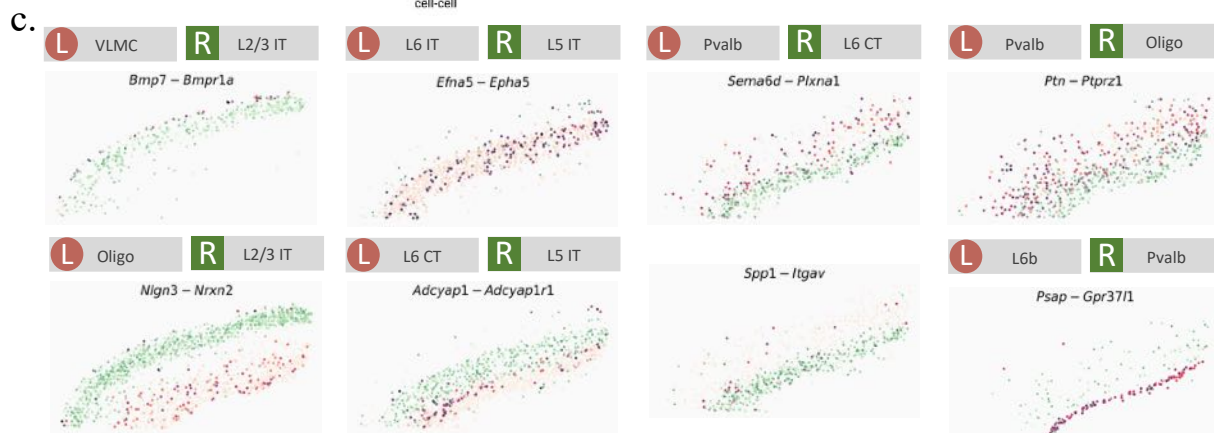 cell-cell
c.
L VLMC R L2/3 IT
L L6 IT R L5 IT
L Pvalb R L6 CT
L Pvalb R Oligo
Bmp7 – Bmpr1a
Efna5 – Epha5
Sema6d – Plxna1
Ptn – Ptprz1
L Oligo R L2/3 IT
L L6 CT R L5 IT
L L6b R Pvalb
Nlgn3 – Nrxn2
Adcyap1 – Adcyap1r1
Spp1 – Itgav
Psap – Gpr37l1